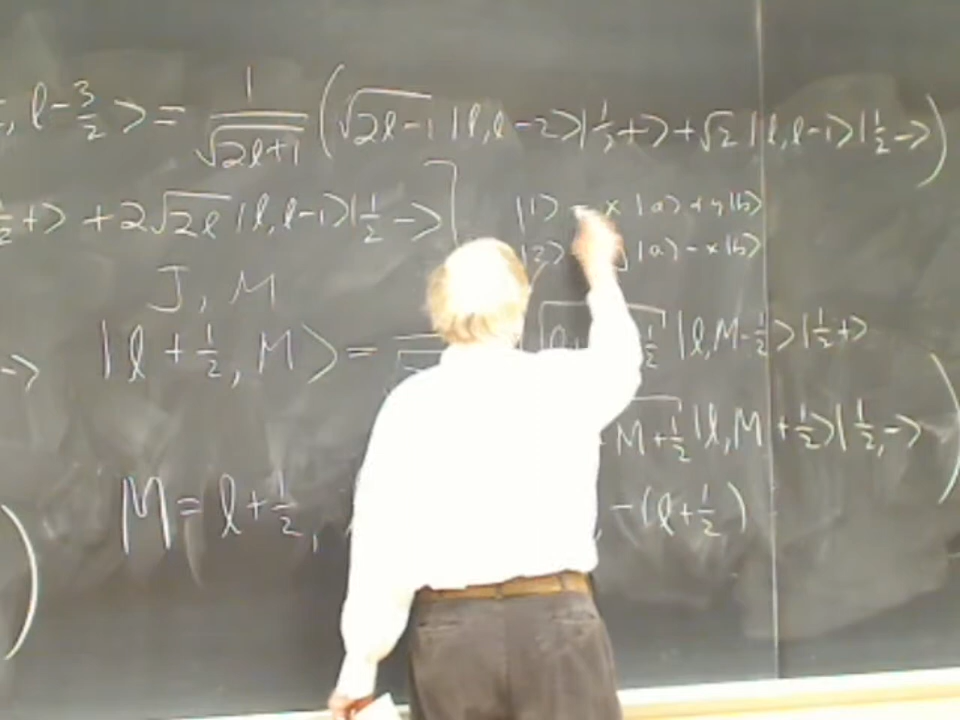 , l - 3/2 > = 1/√(2l+1) ( √(2l-1) |l, l-2>|1/2 +> + √2 |l, l-1>|1/2 -> )
1/2 +> + 2√(2l) |l, l-1>|1/2 -> ]
|1> = x |a> + y |b>
|2> y |a> - x |b>
J, M
|l + 1/2, M> = 1/2 |l, M - 1/2>|1/2 +>
->
M + 1/2 |l, M + 1/2>|1/2, -> )
M = l + 1/2, , -(l + 1/2)
)